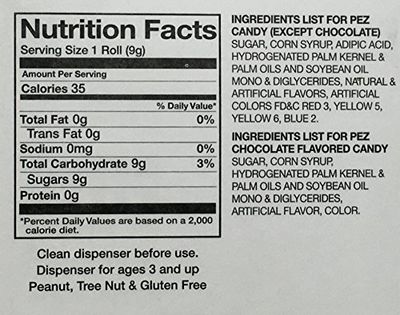 Nutrition Facts
Serving Size 1 Roll (9g)
Amount Per Serving
Calories 35
% Daily Value*
Total Fat 0g 0%
Trans Fat 0g
Sodium 0mg 0%
Total Carbohydrate 9g 3%
Sugars 9g
Protein 0g
*Percent Daily Values are based on a 2,000
calorie diet.
Clean dispenser before use.
Dispenser for ages 3 and up
Peanut, Tree Nut & Gluten Free
INGREDIENTS LIST FOR PEZ
CANDY (EXCEPT CHOCOLATE)
SUGAR, CORN SYRUP, ADIPIC ACID,
HYDROGENATED PALM KERNEL &
PALM OILS AND SOYBEAN OIL
MONO & DIGLYCERIDES, NATURAL &
ARTIFICIAL FLAVORS, ARTIFICIAL
COLORS FD&C RED 3, YELLOW 5,
YELLOW 6, BLUE 2.
INGREDIENTS LIST FOR PEZ
CHOCOLATE FLAVORED CANDY
SUGAR, CORN SYRUP,
HYDROGENATED PALM KERNEL &
PALM OILS AND SOYBEAN OIL
MONO & DIGLYCERIDES,
ARTIFICIAL FLAVOR, COLOR.